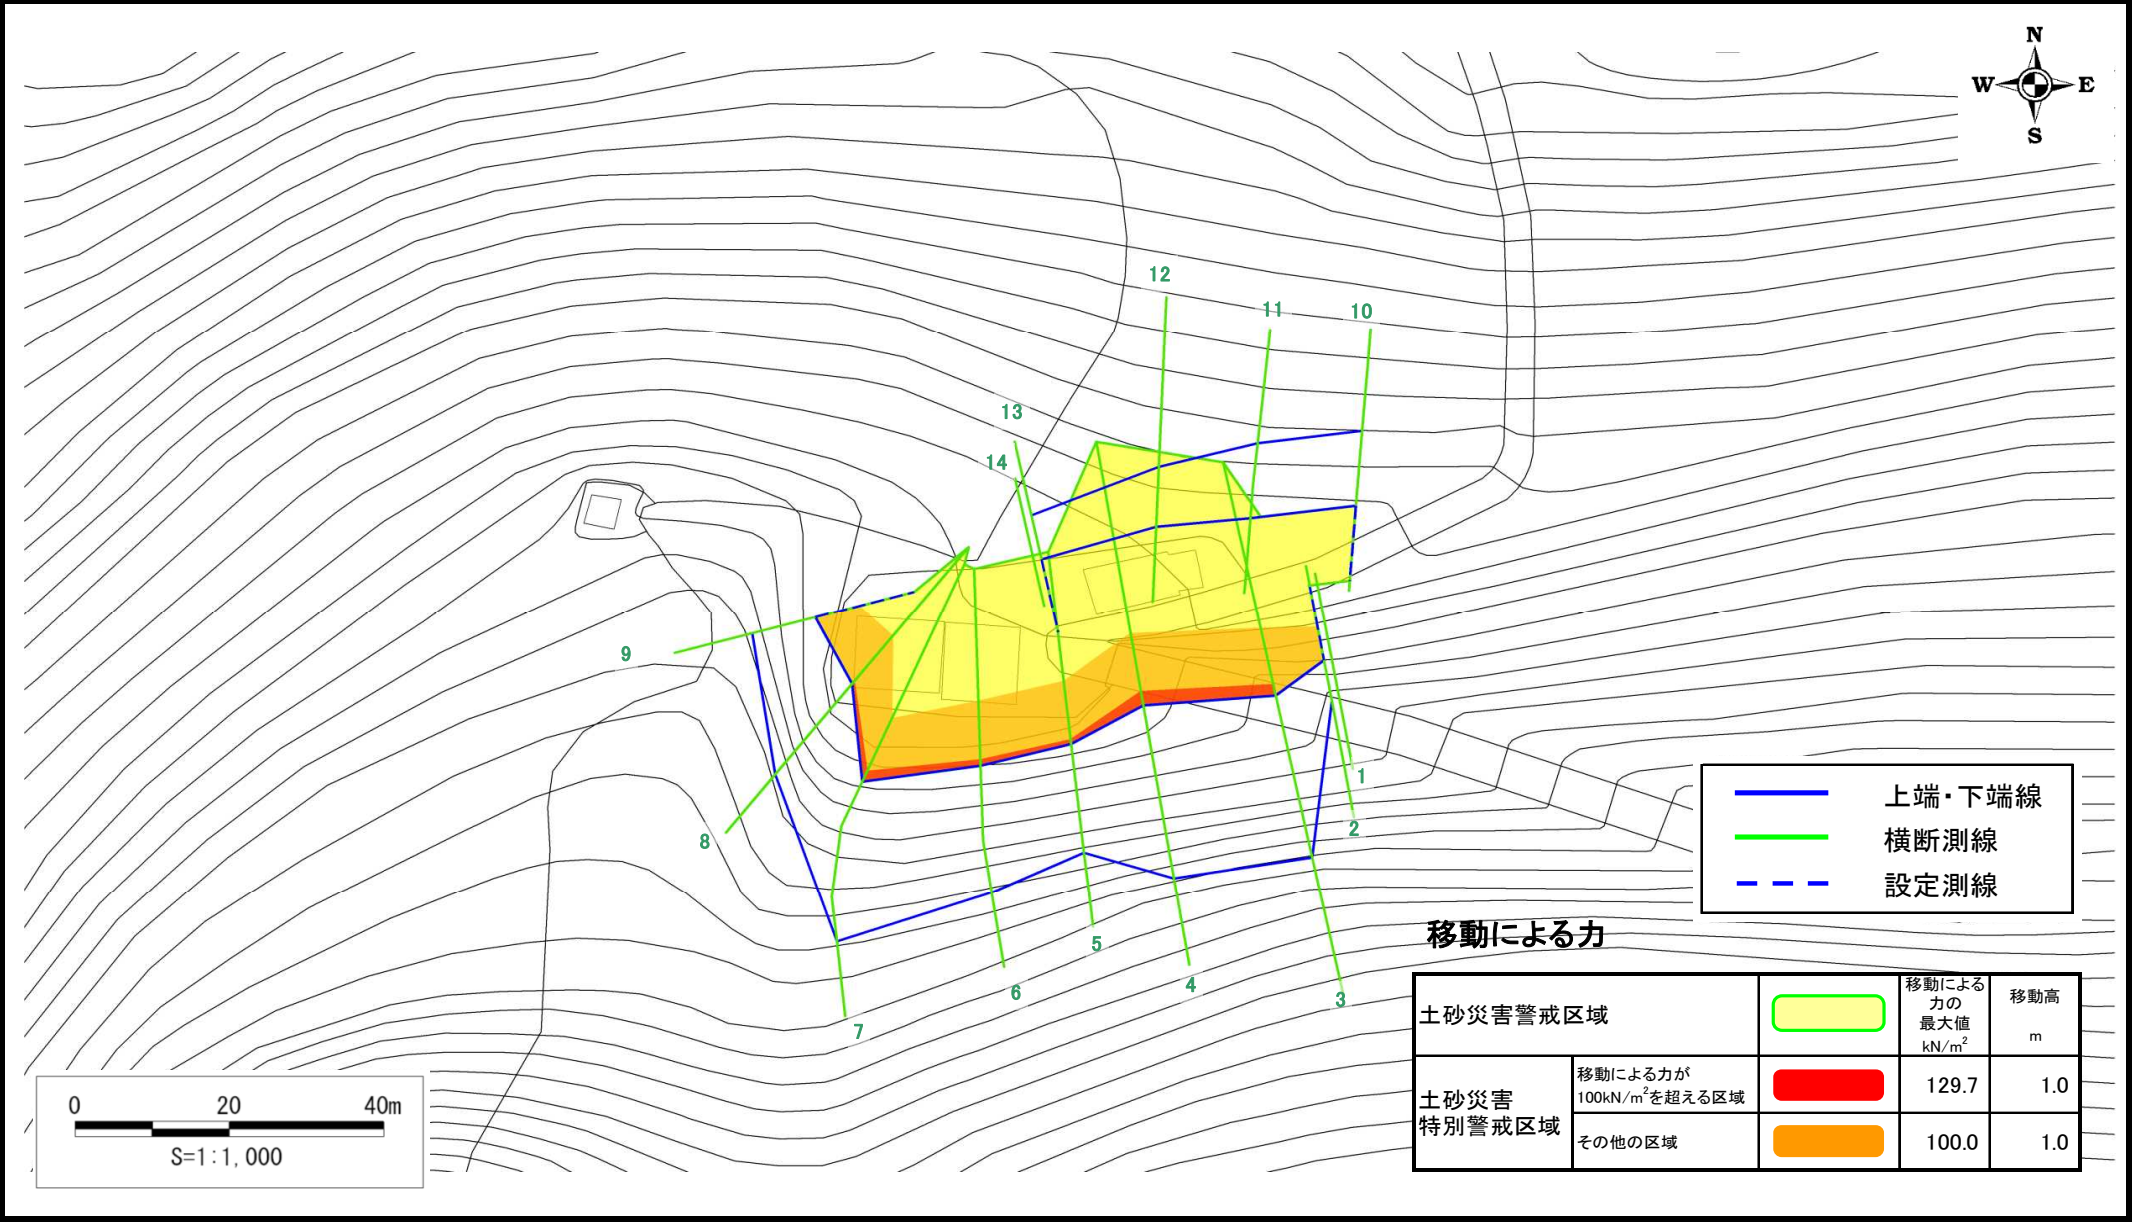 N
W E
S
12
11
10
13
14
9
8
7
6
5
4
3
2
1
上端・下端線
横断測線
設定測線
移動による力
土砂災害警戒区域
移動による
力の
最大値
kN/m²
移動高
m
土砂災害
特別警戒区域
移動による力が
100kN/m²を超える区域
129.7
1.0
その他の区域
100.0
1.0
0 20 40m
S=1:1,000